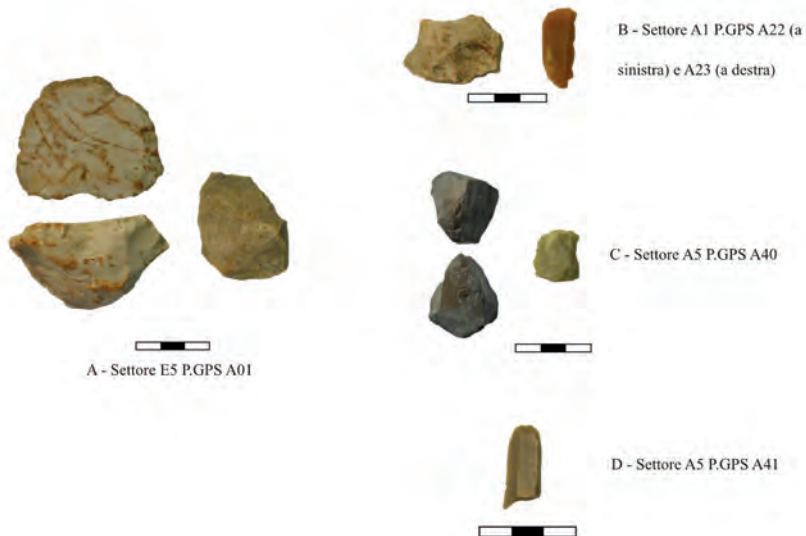 A - Settore E5 P.GPS A01
B - Settore A1 P.GPS A22 (a
sinistra) e A23 (a destra)
C - Settore A5 P.GPS A40
D - Settore A5 P.GPS A41